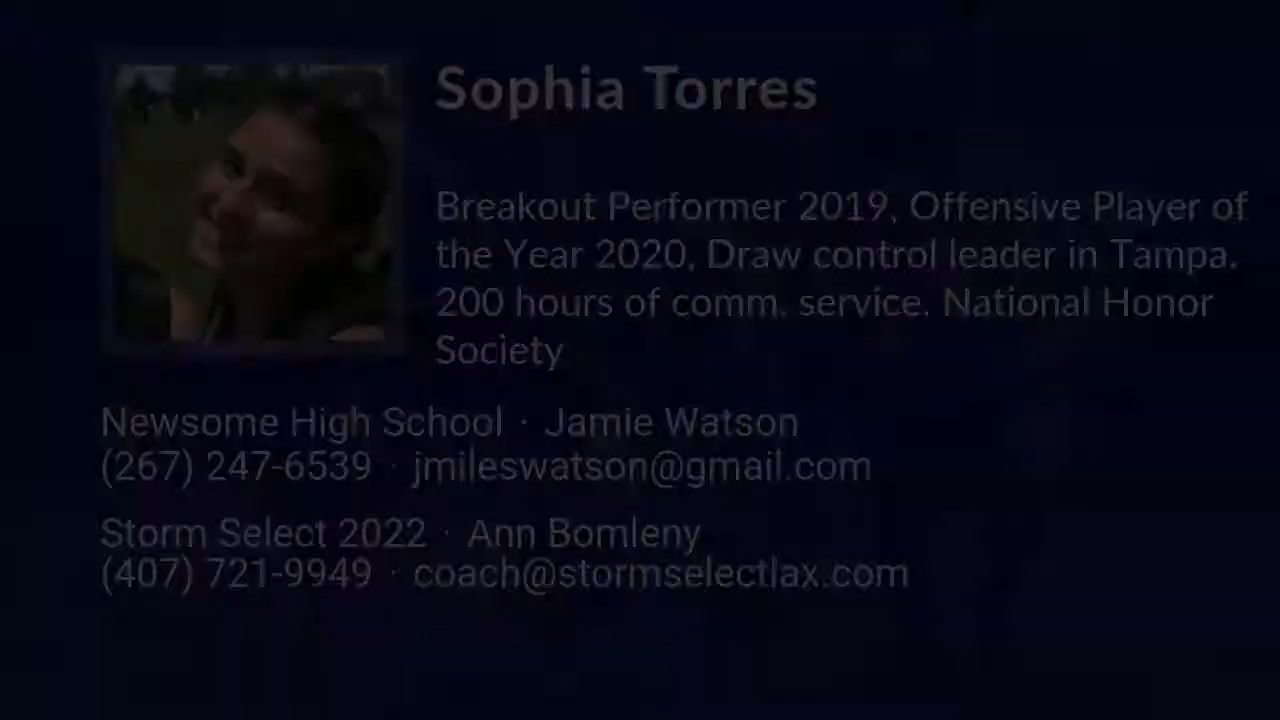 Sophia Torres
Breakout Performer 2019, Offensive Player of
the Year 2020, Draw control leader in Tampa.
200 hours of comm. service. National Honor
Society
Newsome High School · Jamie Watson
(267) 247-6539 · jmileswatson@gmail.com
Storm Select 2022 · Ann Bomleny
(407) 721-9949 · coach@stormselectlax.com